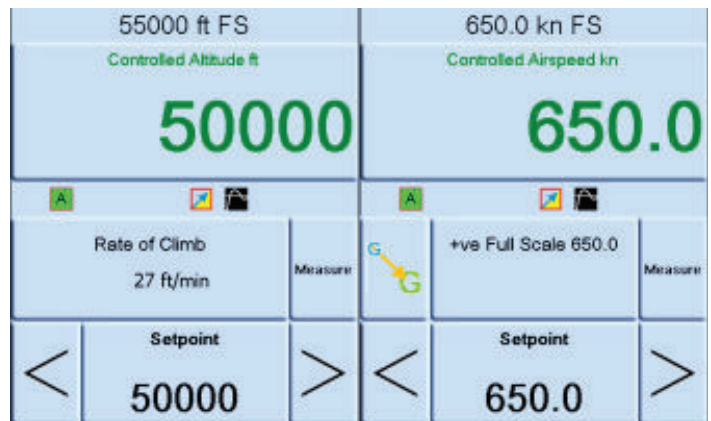 55000 ft FS
Controlled Altitude ft
50000
A
Rate of Climb
27 ft/min
Measure
<
Setpoint
50000
>
650.0 kn FS
Controlled Airspeed kn
650.0
A
G
G
+ve Full Scale 650.0
Measure
<
Setpoint
650.0
>